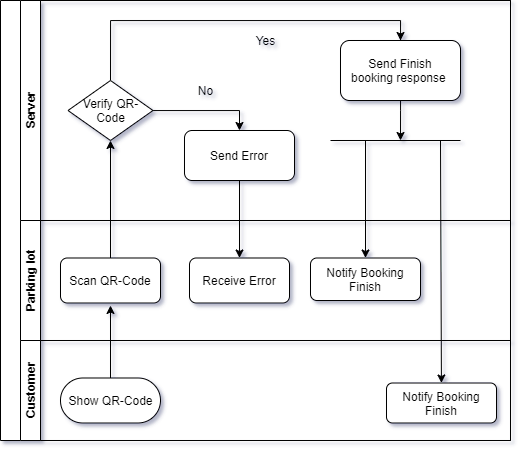 Server
Yes
Send Finish
booking response
Verify QR-
Code
No
Send Error
Parking lot
Scan QR-Code
Receive Error
Notify Booking
Finish
Customer
Show QR-Code
Notify Booking
Finish